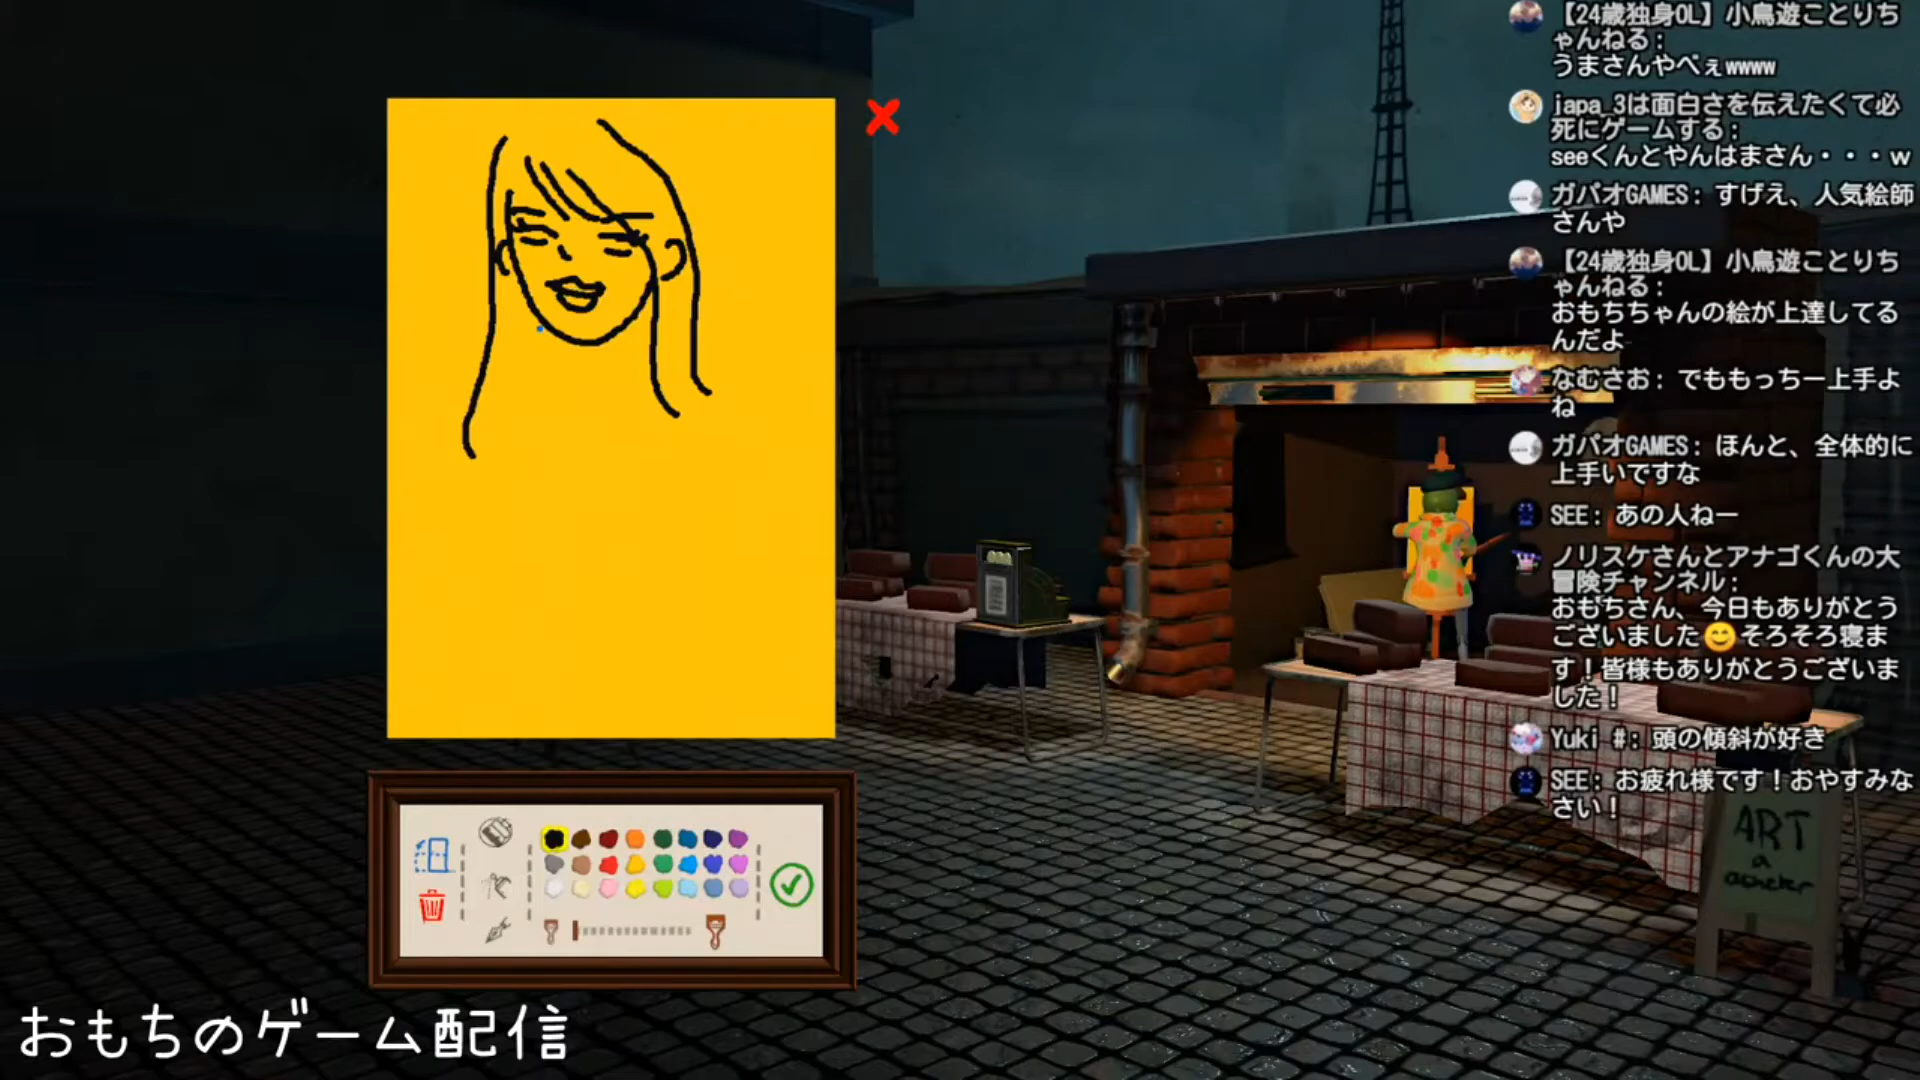 【24歳独身OL】小鳥遊ことりち
ゃんねる:
うまさんやべぇwwww
japa_3は面白さを伝えたくて必
死にゲームする:
seeくんとやんはまさん・・・w
ガパオGAMES: すげえ、人気絵師
さんや
【24歳独身OL】小鳥遊ことりち
ゃんねる:
おもちちゃんの絵が上達してる
んだよ
なむさお: でももっちー上手よ
ね
ガパオGAMES: ほんと、全体的に
上手いですな
SEE: あの人ねー
ノリスケさんとアナゴくんの大
冒険チャンネル:
おもちさん、今日もありがとう
ございました😊そろそろ寝ま
す！皆様もありがとうございま
した！
Yuki #: 頭の傾斜が好き
SEE: お疲れ様です！おやすみな
さい！
ART
a
acheter
おもちのゲーム配信